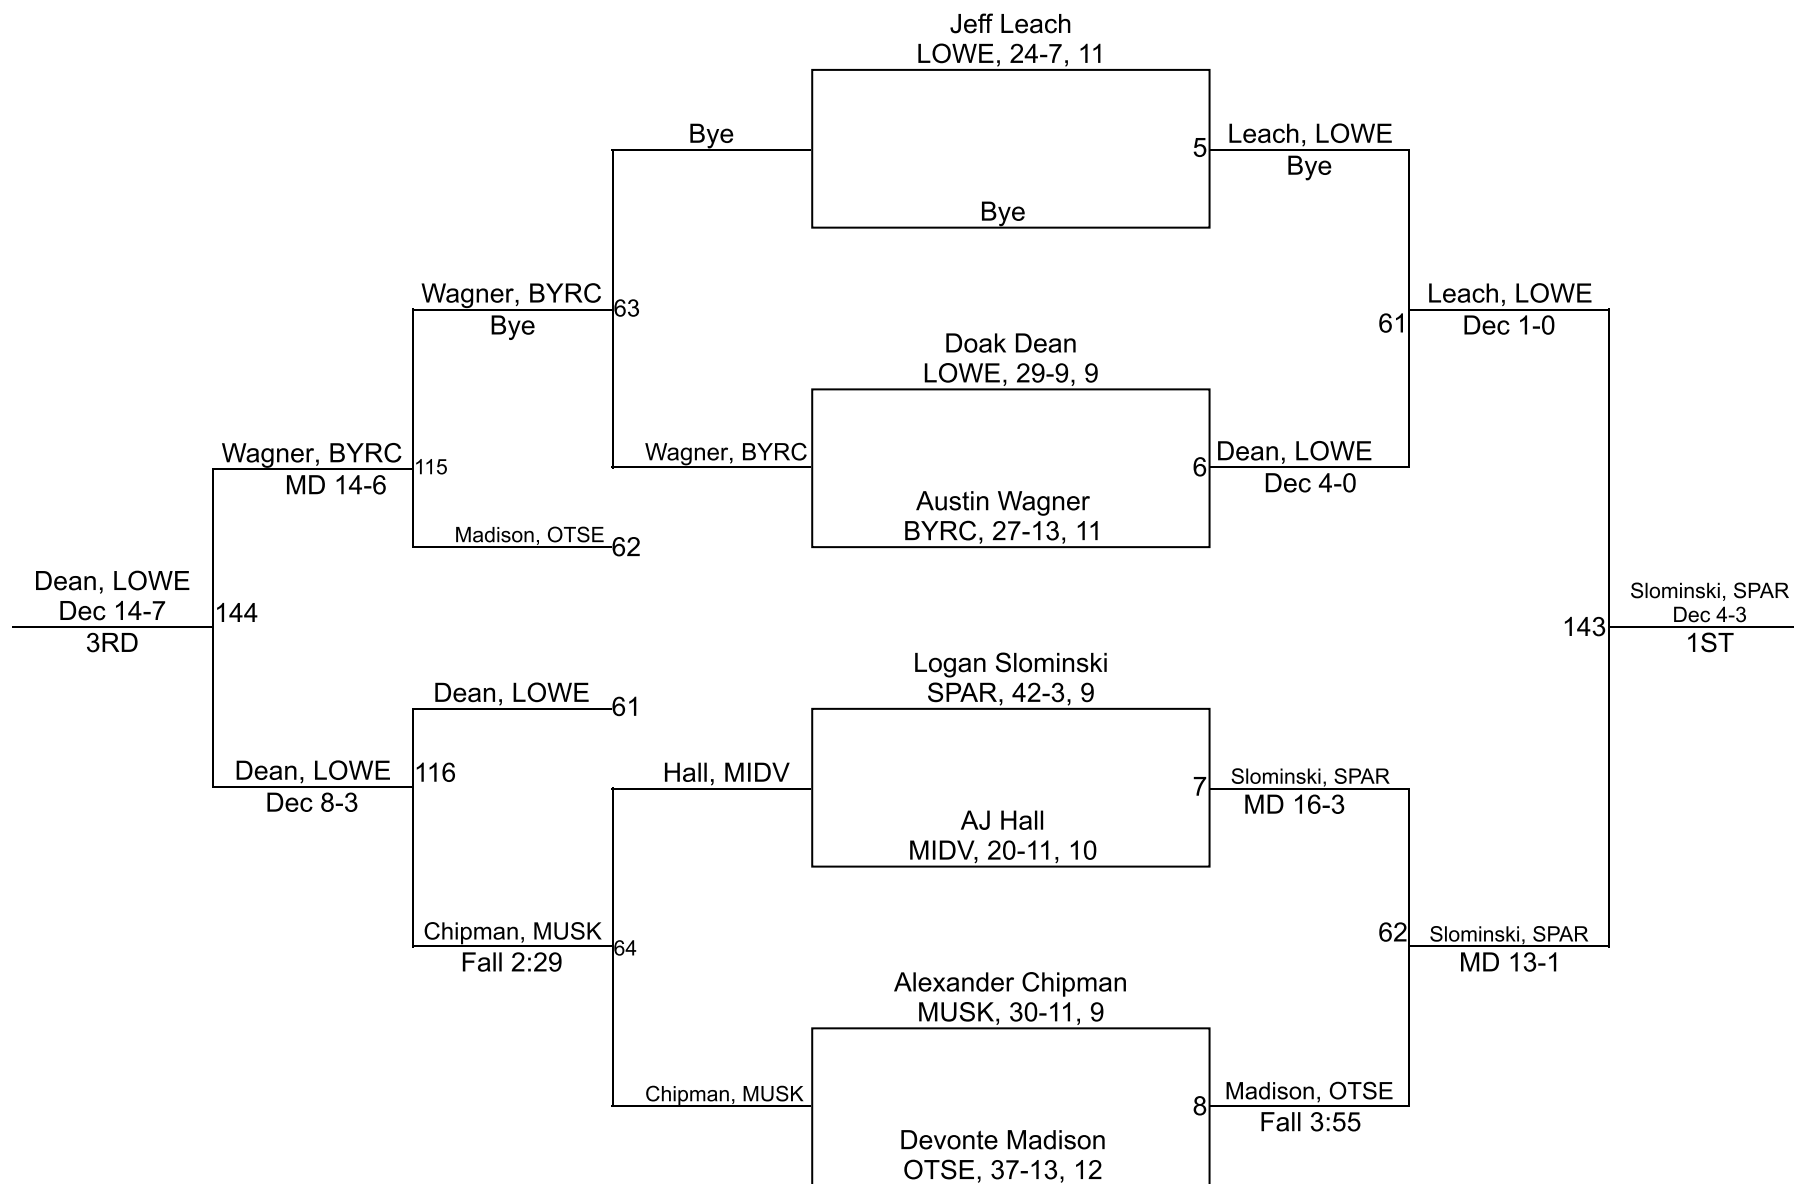 Jeff Leach
LOWE, 24-7, 11
Bye
5
Leach, LOWE
Bye
Bye
Wagner, BYRC
Bye
63
Leach, LOWE
Dec 1-0
61
Doak Dean
LOWE, 29-9, 9
Wagner, BYRC
MD 14-6
115
Wagner, BYRC
6
Dean, LOWE
Dec 4-0
Austin Wagner
BYRC, 27-13, 11
Madison, OTSE
62
Dean, LOWE
Dec 14-7
3RD
144
143
Slominski, SPAR
Dec 4-3
1ST
Logan Slominski
SPAR, 42-3, 9
Dean, LOWE
61
Dean, LOWE
Dec 8-3
116
Hall, MIDV
7
Slominski, SPAR
MD 16-3
AJ Hall
MIDV, 20-11, 10
Chipman, MUSK
Fall 2:29
64
62
Slominski, SPAR
MD 13-1
Alexander Chipman
MUSK, 30-11, 9
Chipman, MUSK
8
Madison, OTSE
Fall 3:55
Devonte Madison
OTSE, 37-13, 12